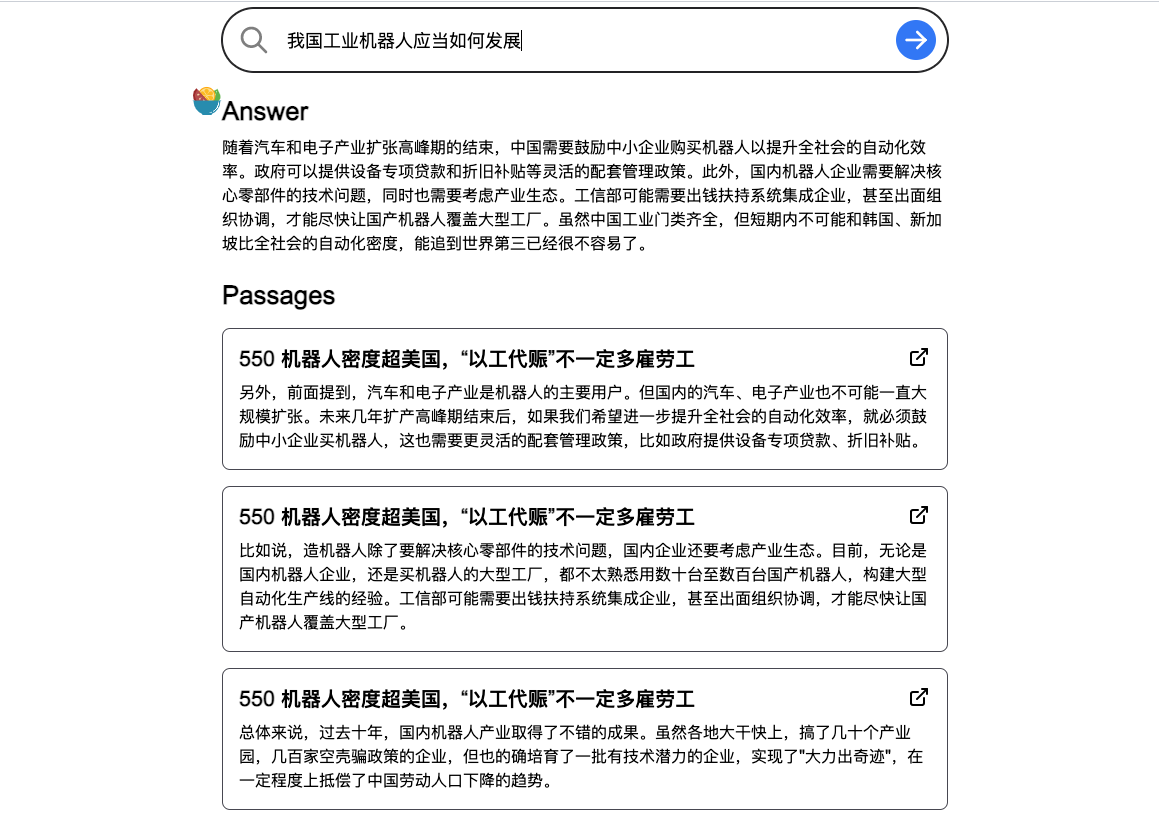 我国工业机器人应当如何发展
Answer
随着汽车和电子产业扩张高峰期的结束，中国需要鼓励中小企业购买机器人以提升全社会的自动化效
率。政府可以提供设备专项贷款和折旧补贴等灵活的配套管理政策。此外，国内机器人企业需要解决核
心零部件的技术问题，同时也需要考虑产业生态。工信部可能需要出钱扶持系统集成企业，甚至出面组
织协调，才能尽快让国产机器人覆盖大型工厂。虽然中国工业门类齐全，但短期内不可能和韩国、新加
坡比全社会的自动化密度，能追到世界第三已经很不容易了。
Passages
550 机器人密度超美国，“以工代赈”不一定多雇劳工
另外，前面提到，汽车和电子产业是机器人的主要用户。但国内的汽车、电子产业也不可能一直大
规模扩张。未来几年扩产高峰期结束后，如果我们希望进一步提升全社会的自动化效率，就必须鼓
励中小企业买机器人，这也需要更灵活的配套管理政策，比如政府提供设备专项贷款、折旧补贴。
550 机器人密度超美国，“以工代赈”不一定多雇劳工
比如说，造机器人除了要解决核心零部件的技术问题，国内企业还要考虑产业生态。目前，无论是
国内机器人企业，还是买机器人的大型工厂，都不太熟悉用数十台至数百台国产机器人，构建大型
自动化生产线的经验。工信部可能需要出钱扶持系统集成企业，甚至出面组织协调，才能尽快让国
产机器人覆盖大型工厂。
550 机器人密度超美国，“以工代赈”不一定多雇劳工
总体来说，过去十年，国内机器人产业取得了不错的成果。虽然各地大干快上，搞了几十个产业
园，几百家空壳骗政策的企业，但也的确培育了一批有技术潜力的企业，实现了"大力出奇迹"，在
一定程度上抵偿了中国劳动人口下降的趋势。